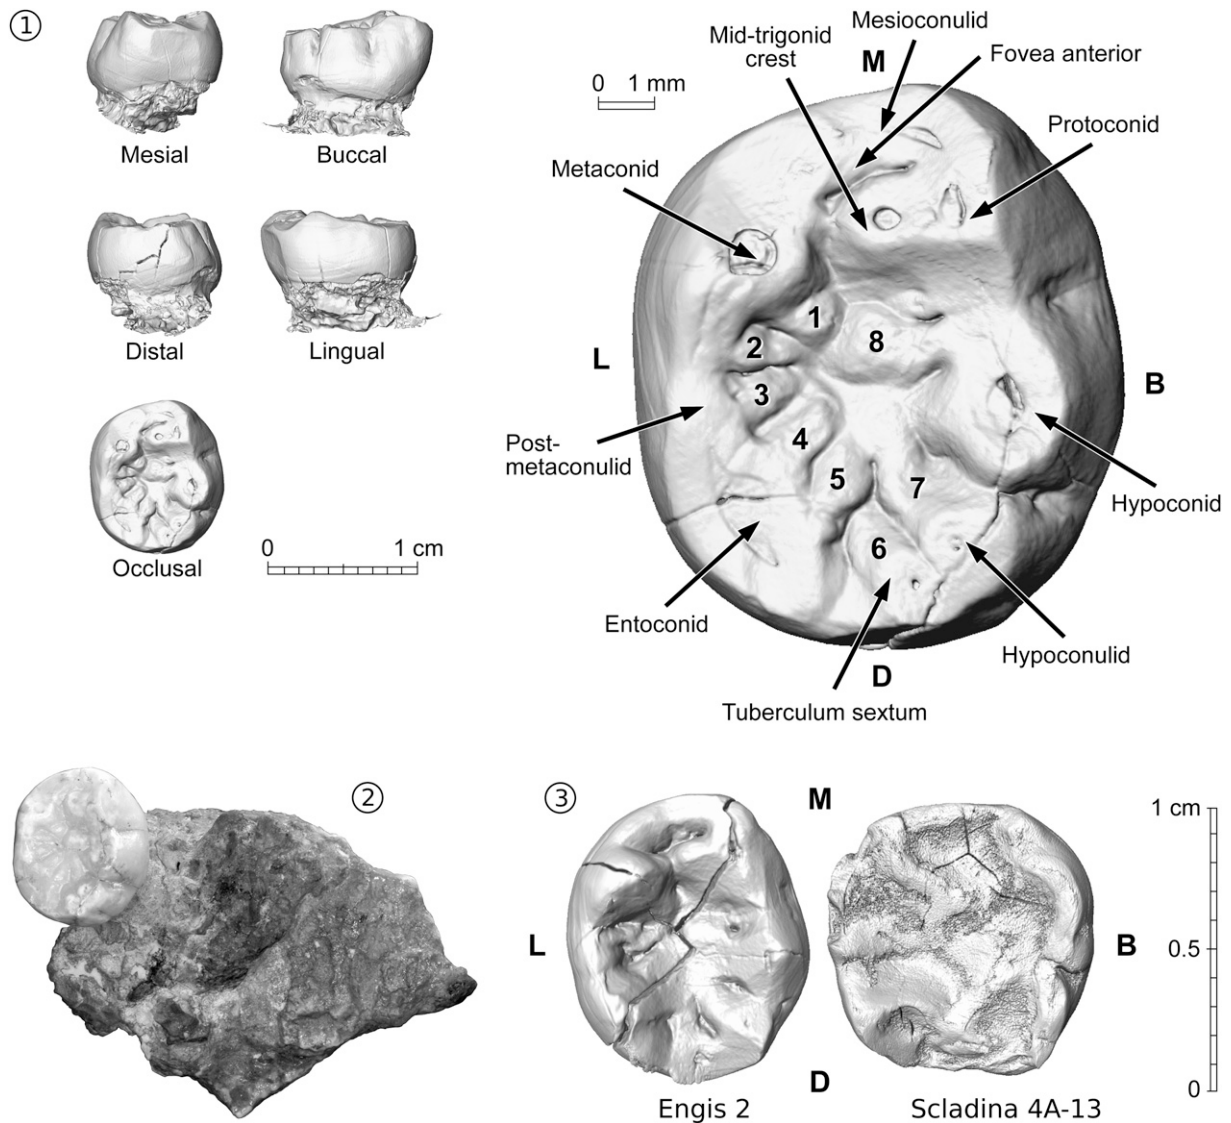 ①
Mesial
Buccal
Distal
Lingual
Occlusal
0 1 cm
0 1 mm
Mid-trigonid
crest
M
Mesioconulid
Fovea anterior
Protoconid
Metaconid
1
2
8
3
L
B
4
Post-
metaconulid
5
7
Hypoconid
6
Entoconid
Hypoconulid
D
Tuberculum sextum
②
③
M
1 cm
L
B
0.5
D
0
Engis 2
Scladina 4A-13